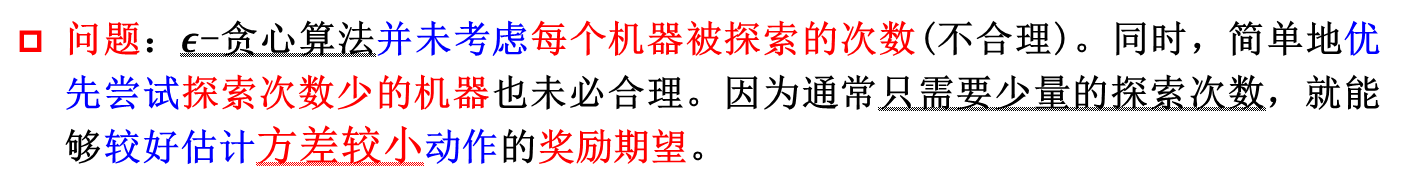 问题：ϵ-贪心算法并未考虑每个机器被探索的次数(不合理)。同时，简单地优
先尝试探索次数少的机器也未必合理。因为通常只需要少量的探索次数，就能
够较好估计方差较小动作的奖励期望。